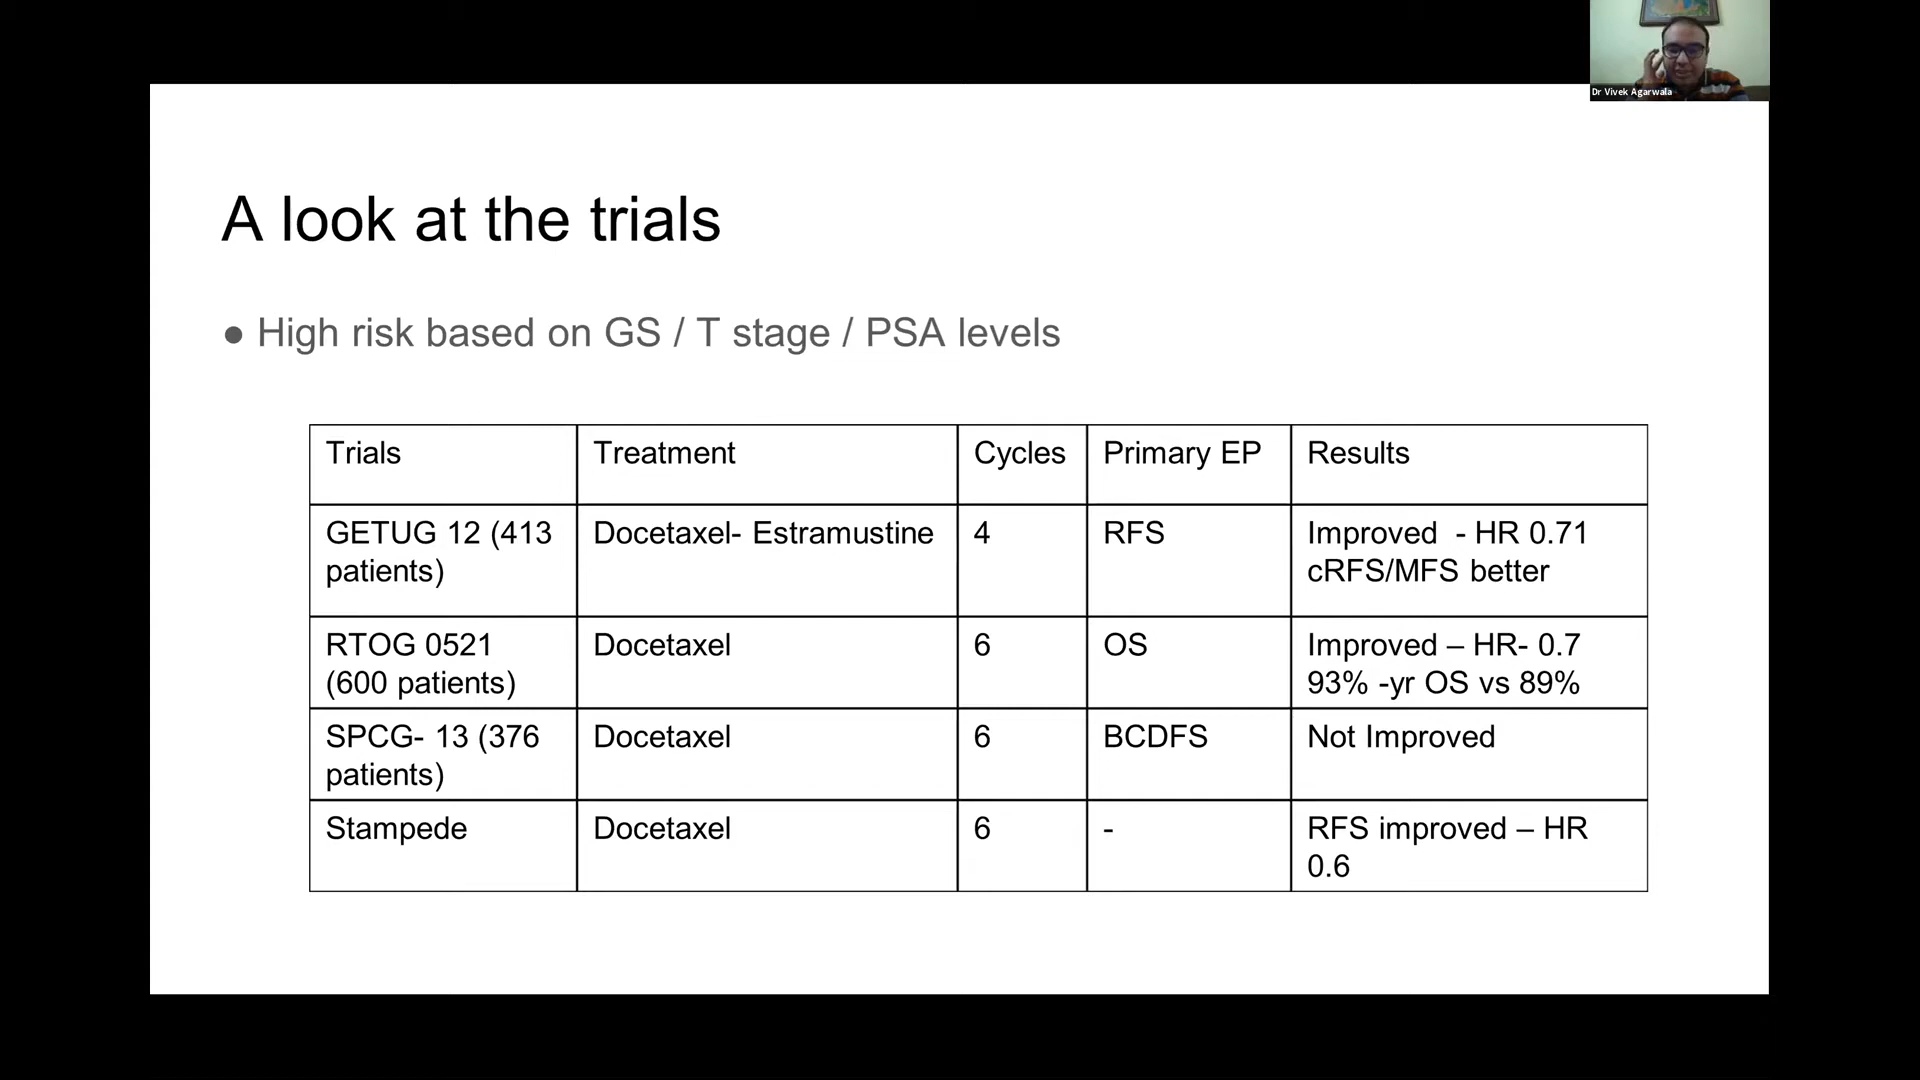 Dr Vivek Agarwala
A look at the trials
● High risk based on GS / T stage / PSA levels
Trials Treatment Cycles Primary EP Results
GETUG 12 (413 patients) Docetaxel- Estramustine 4 RFS Improved - HR 0.71 cRFS/MFS better
RTOG 0521 (600 patients) Docetaxel 6 OS Improved – HR- 0.7 93% -yr OS vs 89%
SPCG- 13 (376 patients) Docetaxel 6 BCDFS Not Improved
Stampede Docetaxel 6 - RFS improved – HR 0.6